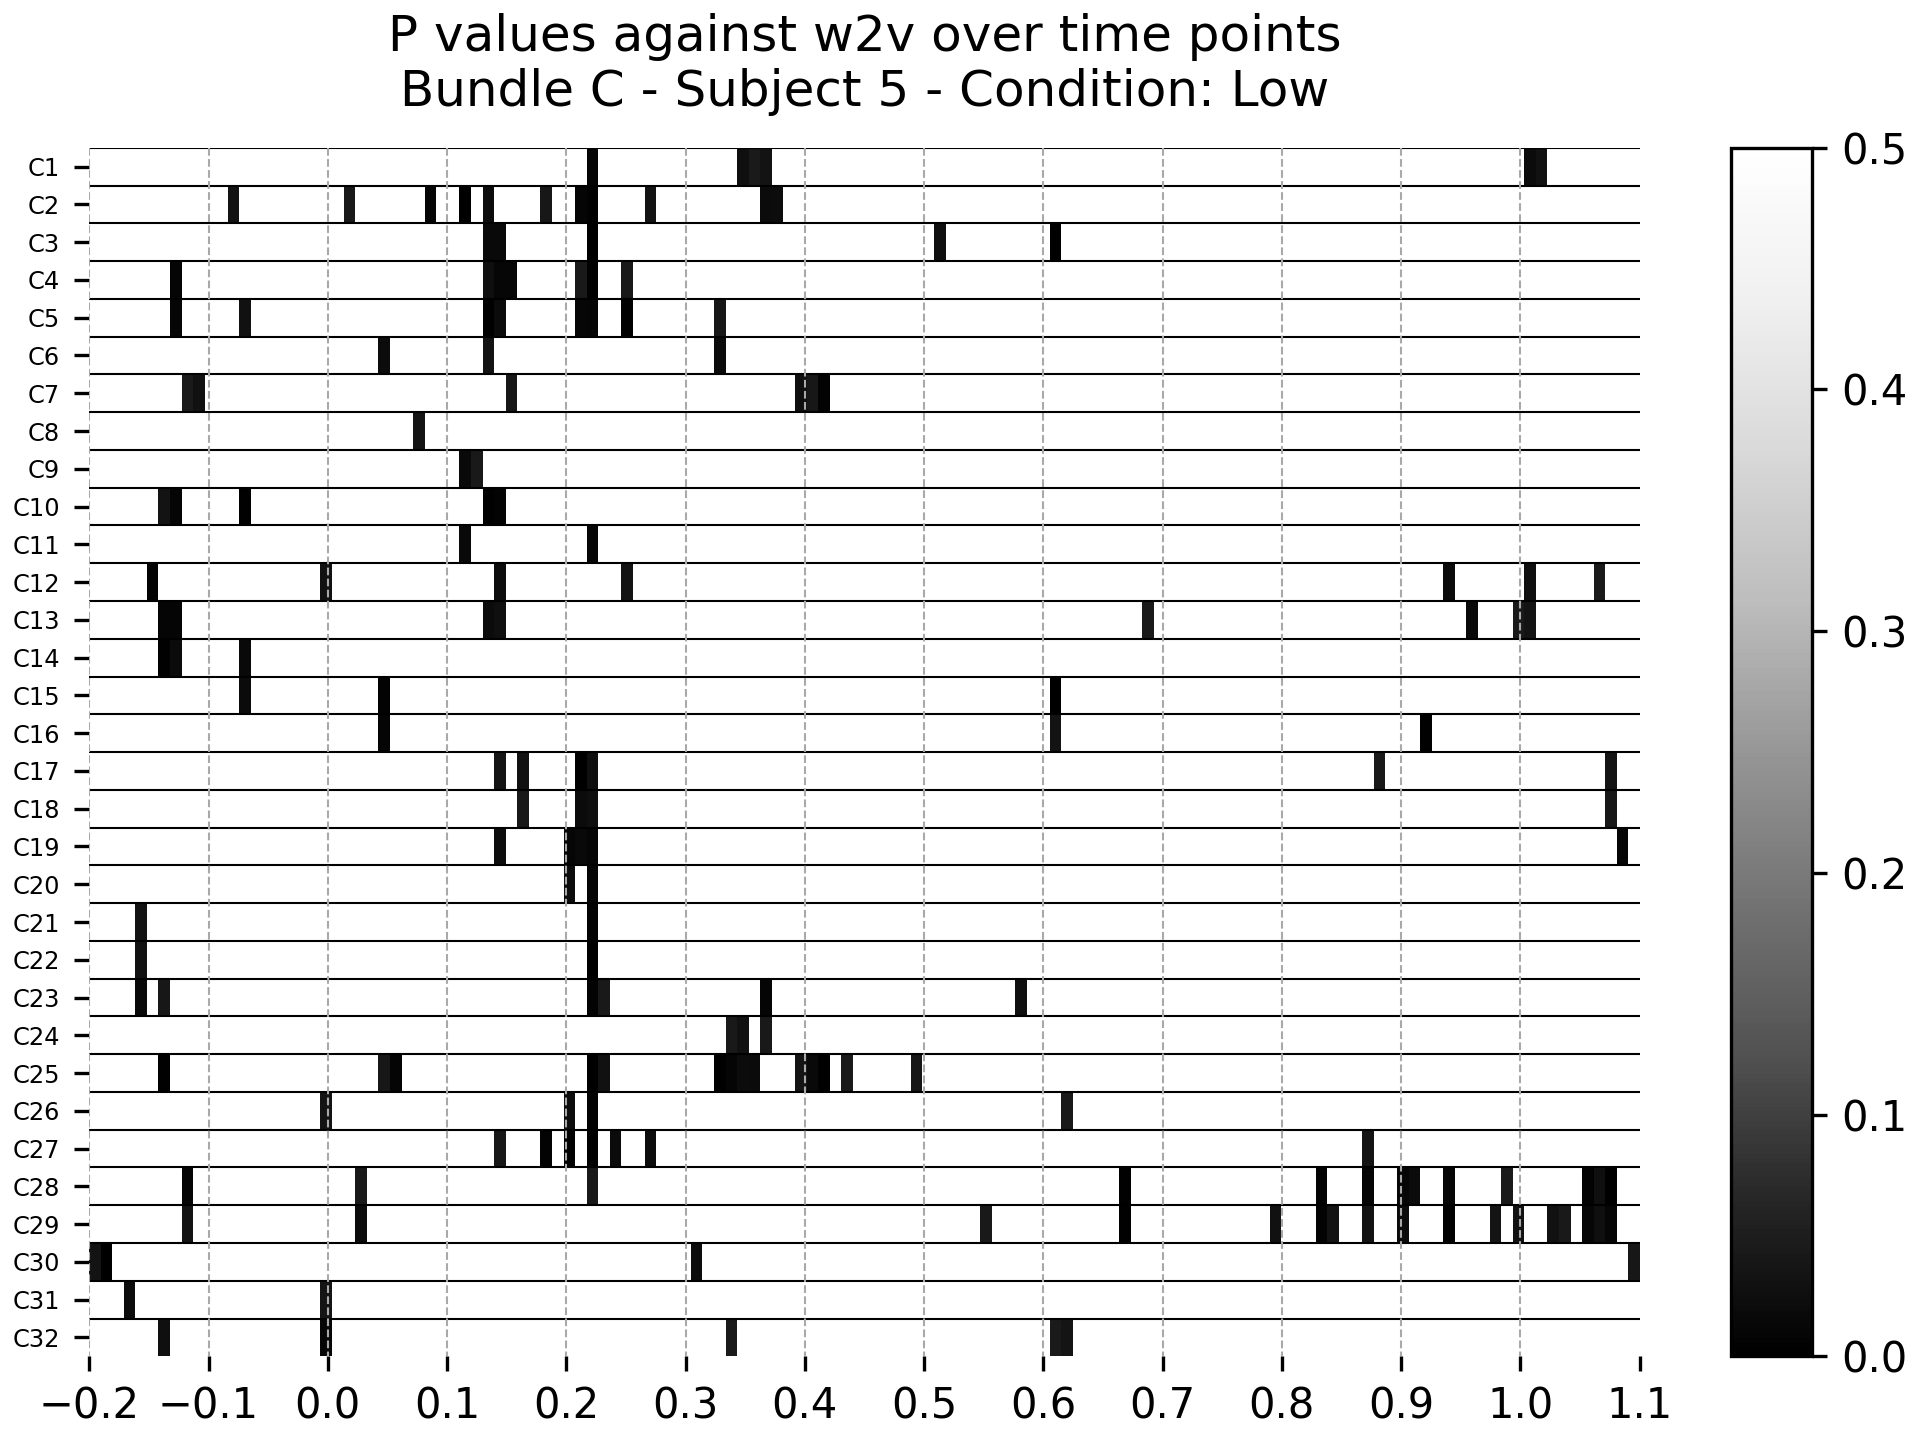 P values against w2v over time points
Bundle C - Subject 5 - Condition: Low
C1
C2
C3
C4
C5
C6
C7
C8
C9
C10
C11
C12
C13
C14
C15
C16
C17
C18
C19
C20
C21
C22
C23
C24
C25
C26
C27
C28
C29
C30
C31
C32
−0.2 −0.1 0.0 0.1 0.2 0.3 0.4 0.5 0.6 0.7 0.8 0.9 1.0 1.1
0.5
0.4
0.3
0.2
0.1
0.0